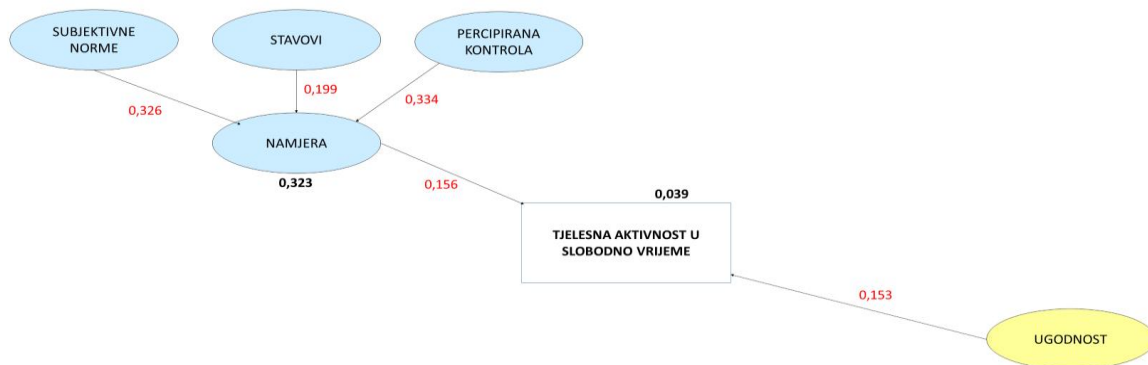 SUBJEKTIVNE
NORME
STAVOVI
PERCIPIRANA
KONTROLA
0,326
0,199
0,334
NAMJERA
0,323
0,156
0,039
TJELESNA AKTIVNOST U
SLOBODNO VRIJEME
0,153
UGODNOST